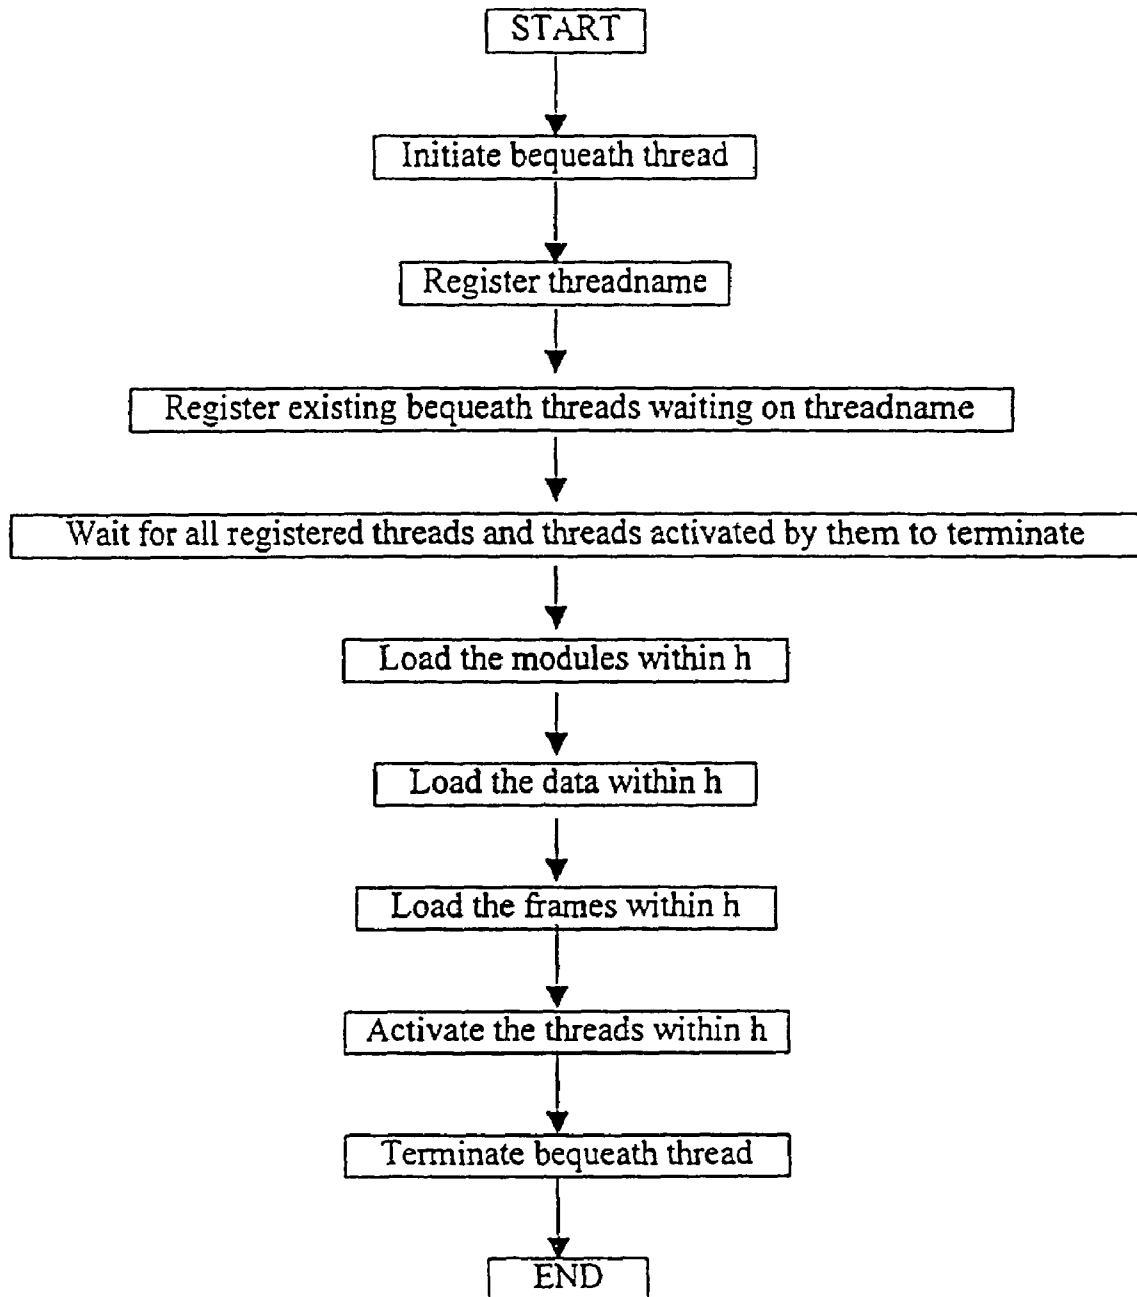 START
Initiate bequeath thread
Register threadname
Register existing bequeath threads waiting on threadname
Wait for all registered threads and threads activated by them to terminate
Load the modules within h
Load the data within h
Load the frames within h
Activate the threads within h
Terminate bequeath thread
END